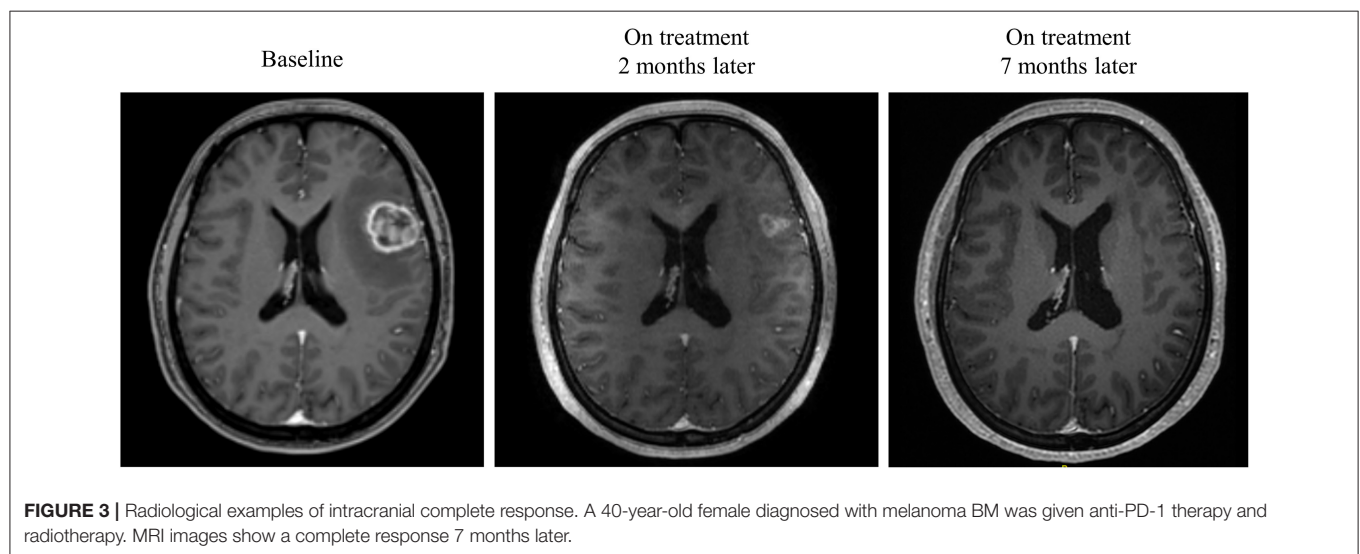 Baseline
On treatment
2 months later
On treatment
7 months later
FIGURE 3 | Radiological examples of intracranial complete response. A 40-year-old female diagnosed with melanoma BM was given anti-PD-1 therapy and
radiotherapy. MRI images show a complete response 7 months later.